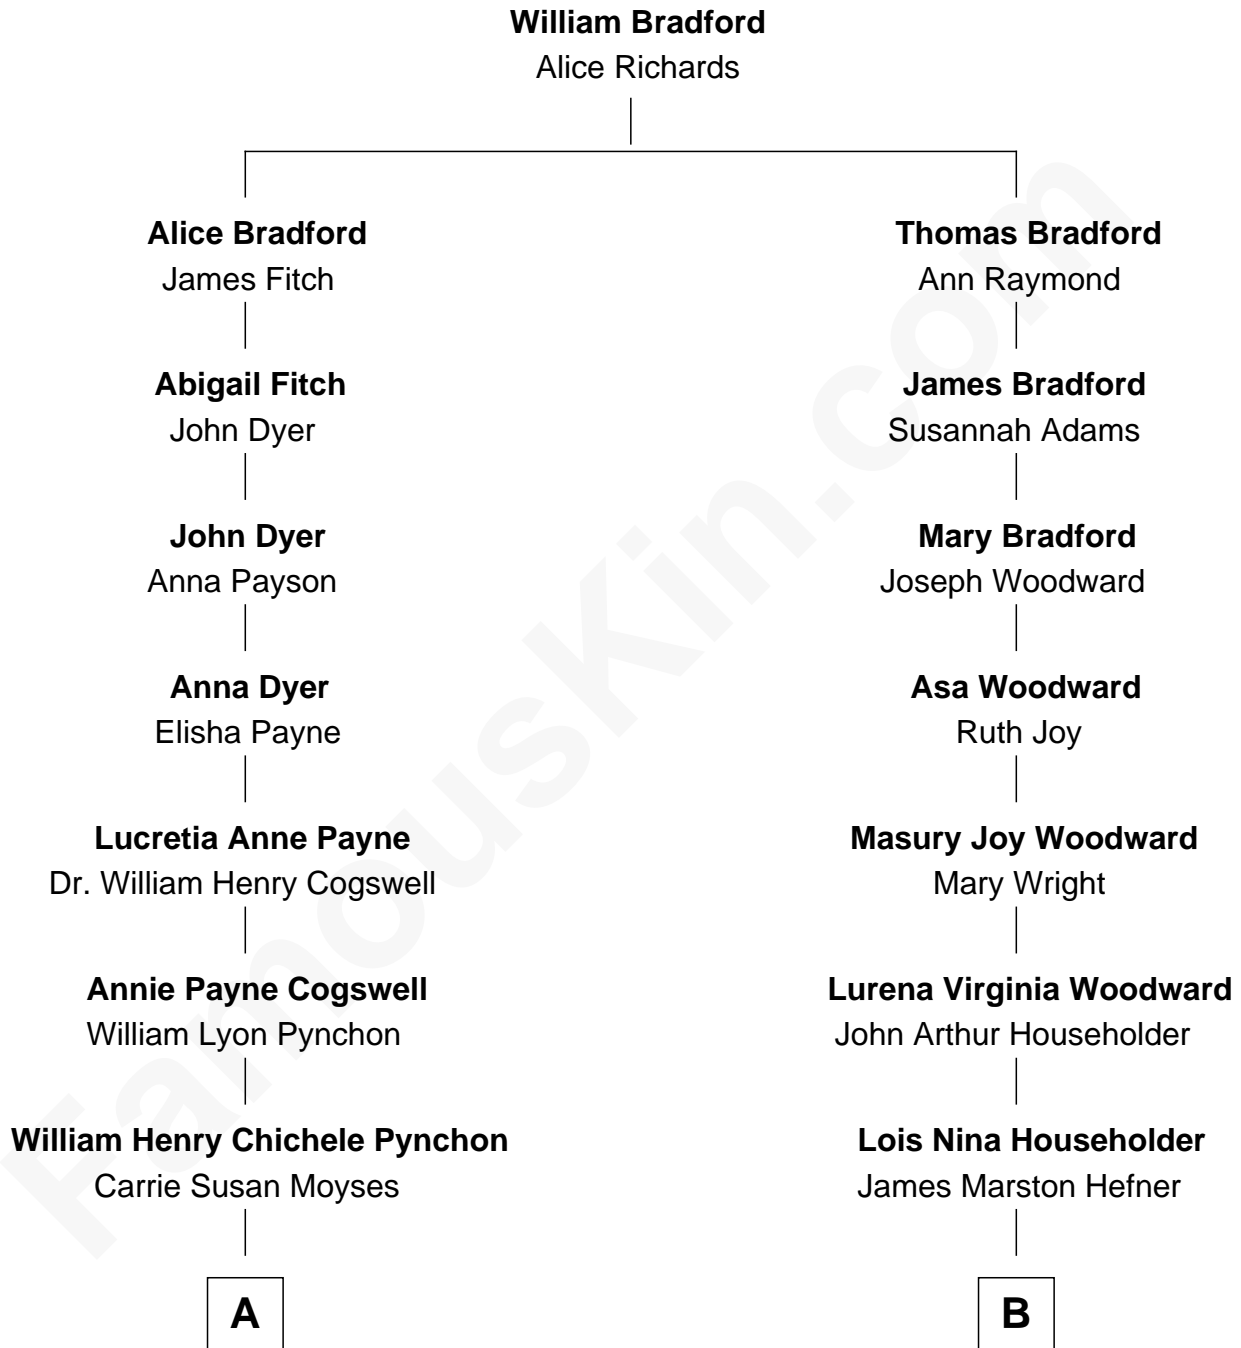 William Bradford
Alice Richards
Alice Bradford
James Fitch
Thomas Bradford
Ann Raymond
Abigail Fitch
John Dyer
James Bradford
Susannah Adams
John Dyer
Anna Payson
Mary Bradford
Joseph Woodward
Anna Dyer
Elisha Payne
Asa Woodward
Ruth Joy
Lucretia Anne Payne
Dr. William Henry Cogswell
Masury Joy Woodward
Mary Wright
Annie Payne Cogswell
William Lyon Pynchon
Lurena Virginia Woodward
John Arthur Householder
William Henry Chichele Pynchon
Carrie Susan Moyses
Lois Nina Householder
James Marston Hefner
A
B
FamousKin.com